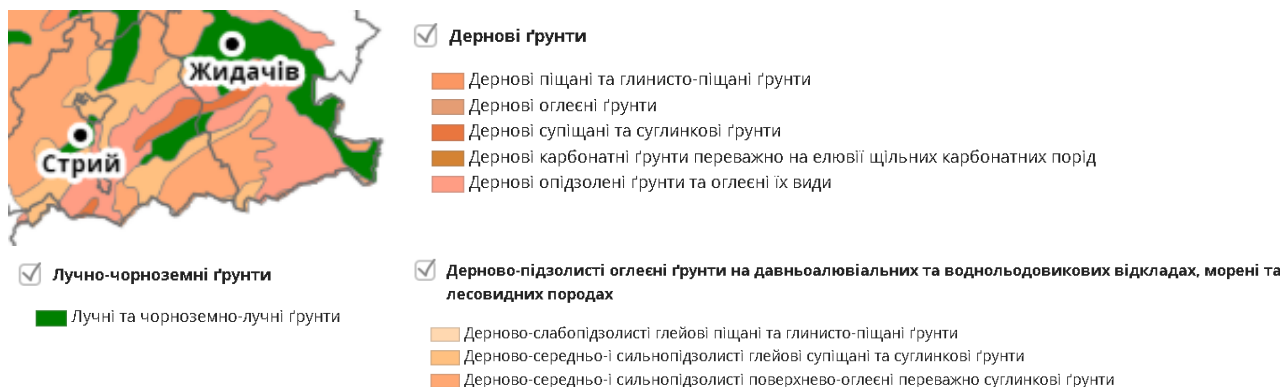 Жидачів
Стрий
Дернові ґрунти
Дернові піщані та глинисто-піщані ґрунти
Дернові оглеєні ґрунти
Дернові супіщані та суглинкові ґрунти
Дернові карбонатні ґрунти переважно на елювії щільних карбонатних порід
Дернові опідзолені ґрунти та оглеєні їх види
Лучно-чорноземні ґрунти
Лучні та чорноземно-лучні ґрунти
Дерново-підзолисті оглеєні ґрунти на давньоалювіальних та водно­льодовикових відкладах, морені та
лесовидних породах
Дерново-слабопідзолисті глейові піщані та глинисто-піщані ґрунти
Дерново-середньо-і сильнопідзолисті глейові супіщані та суглинкові ґрунти
Дерново-середньо-і сильнопідзолисті поверхнево-оглеєні переважно суглинкові ґрунти